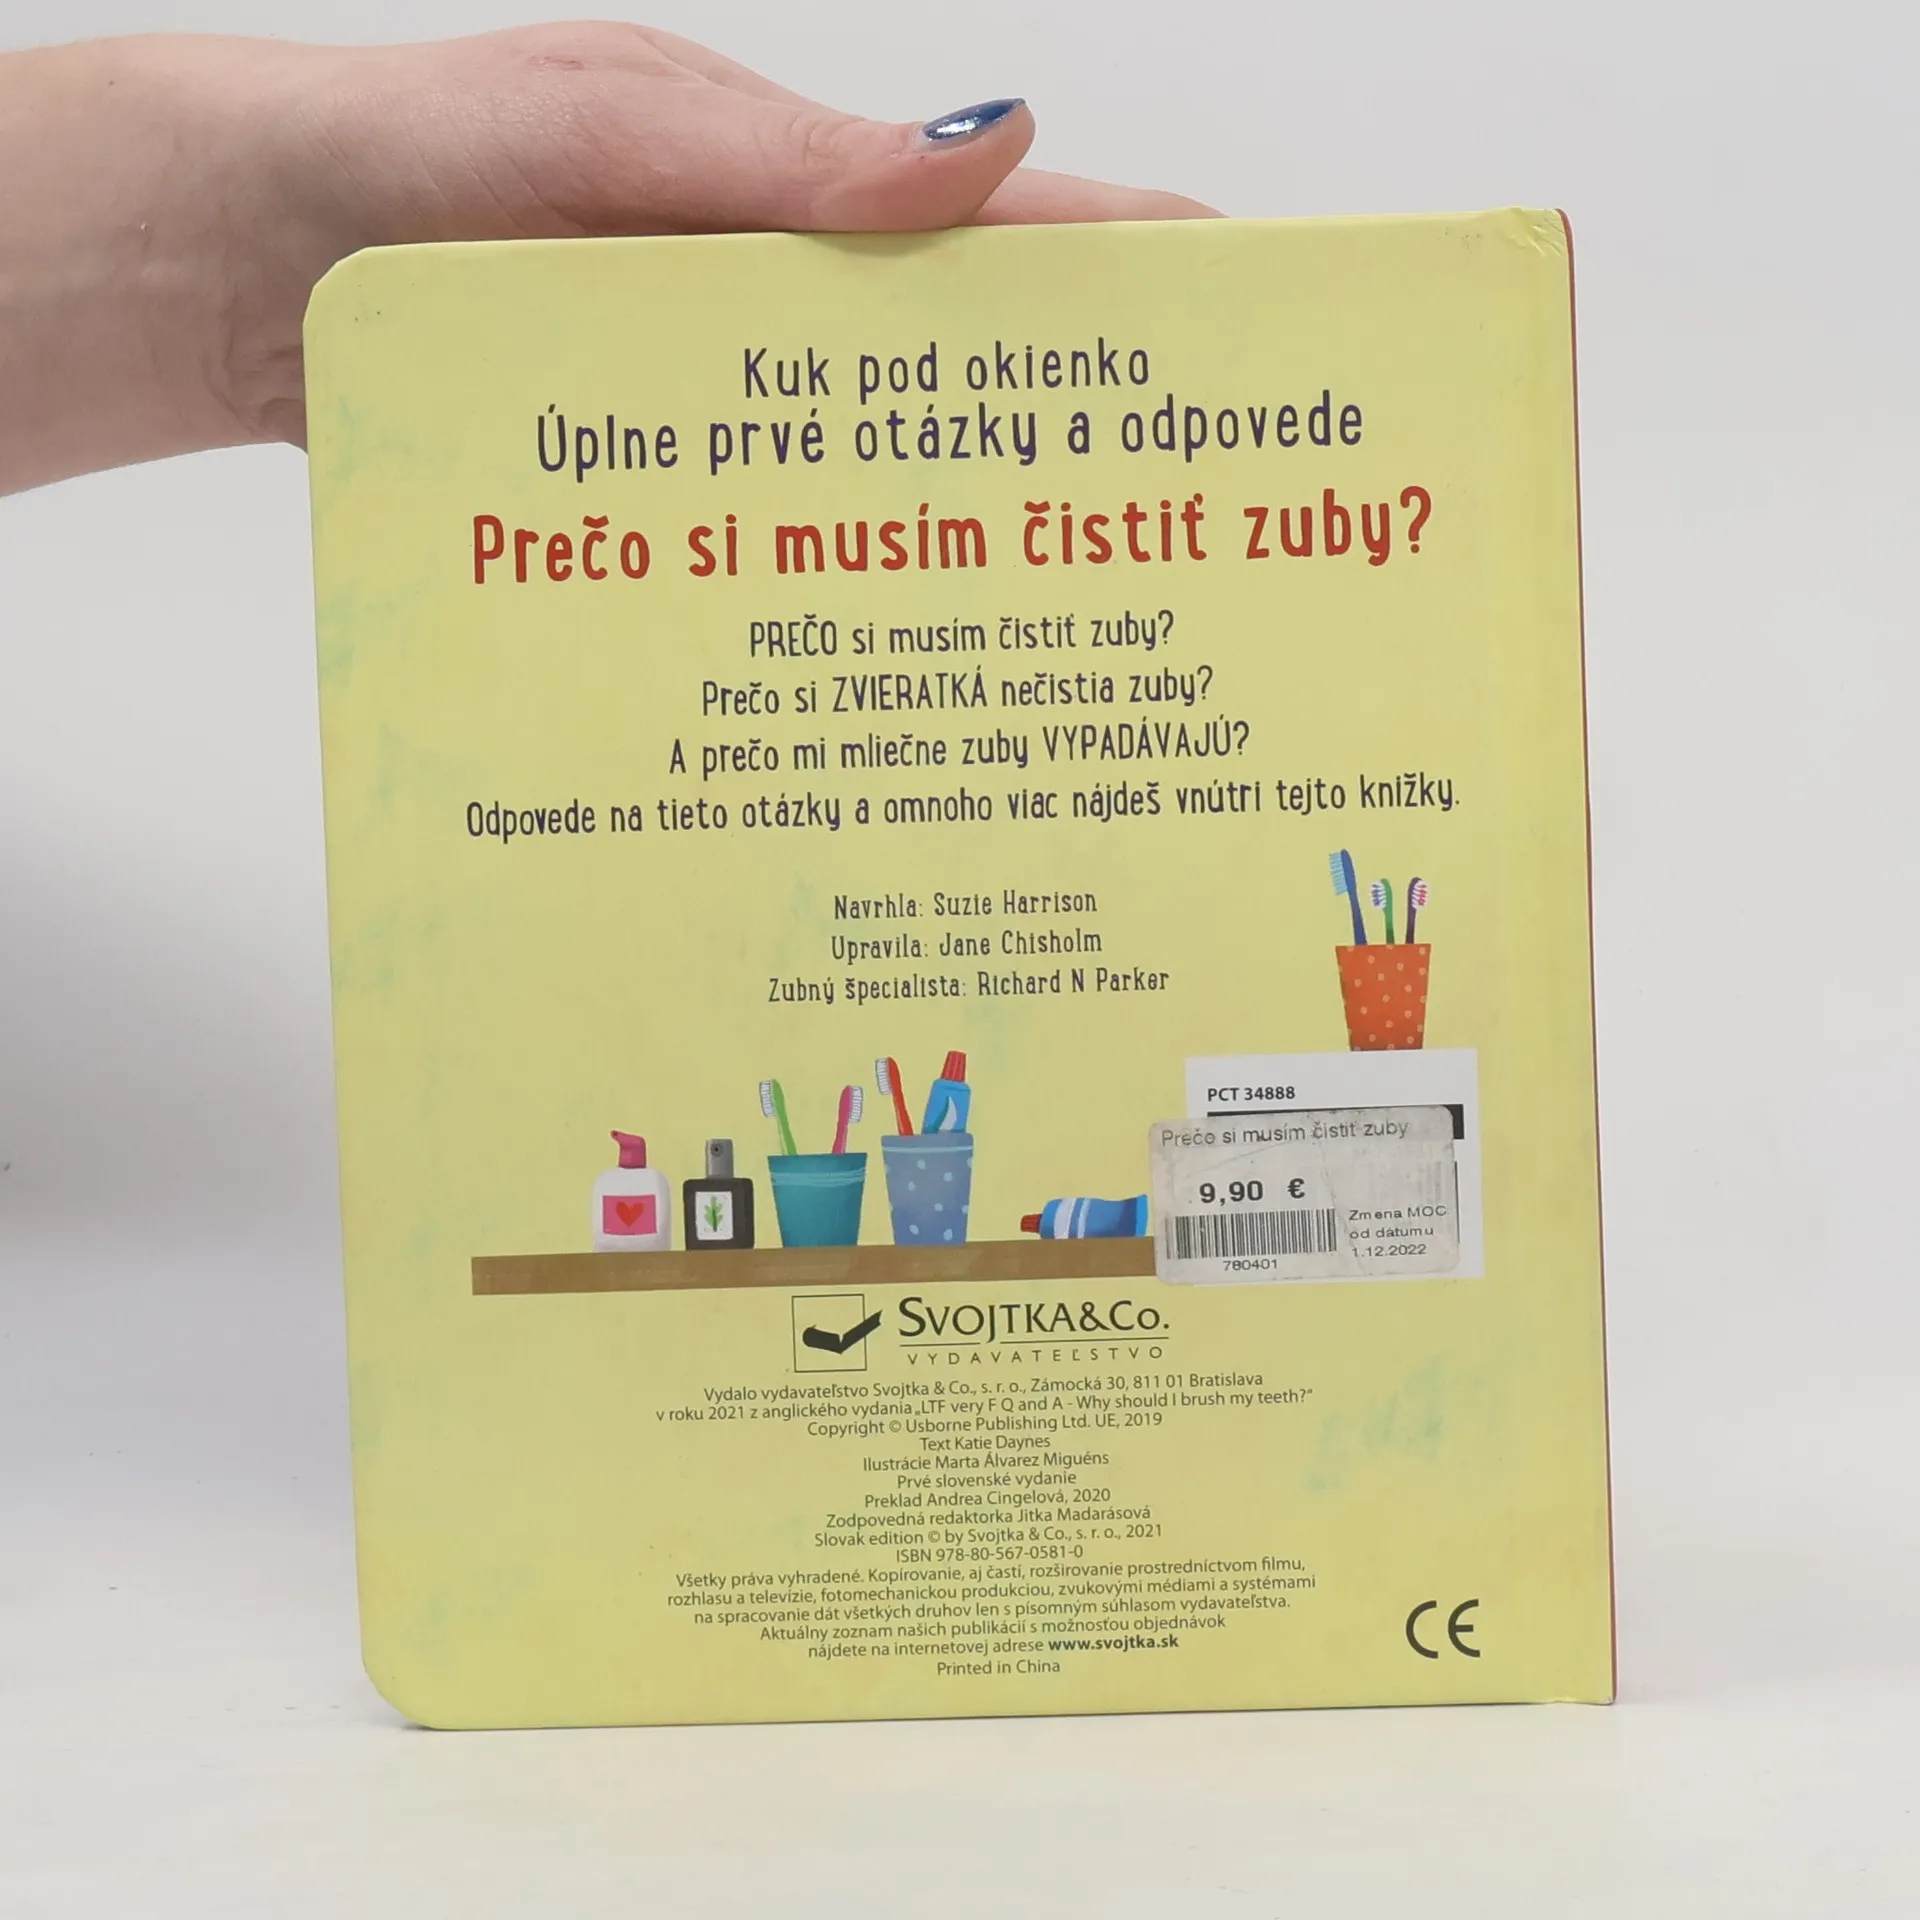 Kuk pod okienko
Úplne prvé otázky a odpovede
Prečo si musím čistiť zuby?
PREČO si musím čistiť zuby?
Prečo si ZVIERATKÁ nečistia zuby?
A prečo mi mliečne zuby VYPADÁVAJÚ?
Odpovede na tieto otázky a omnoho viac nájdeš vnútri tejto knižky.
Navrhla: Suzie Harrison
Upravila: Jane Chisholm
Zubný špecialista: Richard N Parker
PCT 34888
Prečo si musím čistiť zuby
9,90 €
Zmena MOC
od dátumu
1.12.2022
780401
SVOJTKA&CO.
VYDAVATEĽSTVO
Vydalo vydavateľstvo Svojtka & Co., s. r. o., Zámocká 30, 811 01 Bratislava
v roku 2021 z anglického vydania „LTF very F Q and A - Why should I brush my teeth?“
Copyright © Usborne Publishing Ltd. UE, 2019
Text Katie Daynes
Ilustrácie Marta Álvarez Miguéns
Prvé slovenské vydanie
Preklad Andrea Cingelová, 2020
Zodpovedná redaktorka Jitka Madarásová
Slovak edition © by Svojtka & Co., s. r. o., 2021
ISBN 978-80-567-0581-0
Všetky práva vyhradené. Kopírovanie, aj častí, rozširovanie prostredníctvom filmu,
rozhlasu a televízie, fotomechanickou produkciou, zvukovými médiami a systémami
na spracovanie dát všetkých druhov len s písomným súhlasom vydavateľstva.
Aktuálny zoznam našich publikácií s možnosťou objednávok
nájdete na internetovej adrese www.svojtka.sk
Printed in China
CE